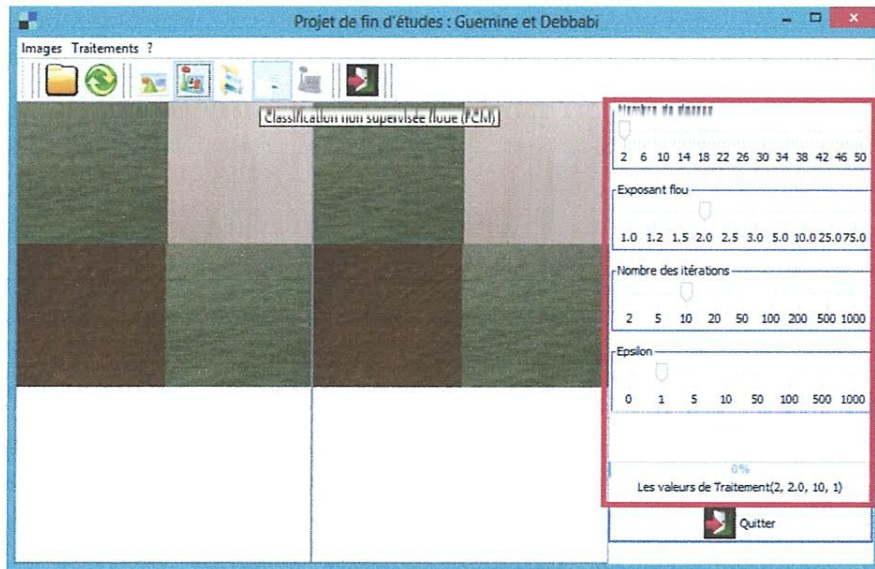 Projet de fin d'études : Guemine et Debbabi
Images Traitements ?
Classification non supervisée floue (FCM)
Nombre de classes
2 6 10 14 18 22 26 30 34 38 42 46 50
Exposant flou
1.0 1.2 1.5 2.0 2.5 3.0 5.0 10.0 25.0 75.0
Nombre des itérations
2 5 10 20 50 100 200 500 1000
Epsilon
0 1 5 10 50 100 500 1000
0%
Les valeurs de Traitement(2, 2.0, 10, 1)
Quitter